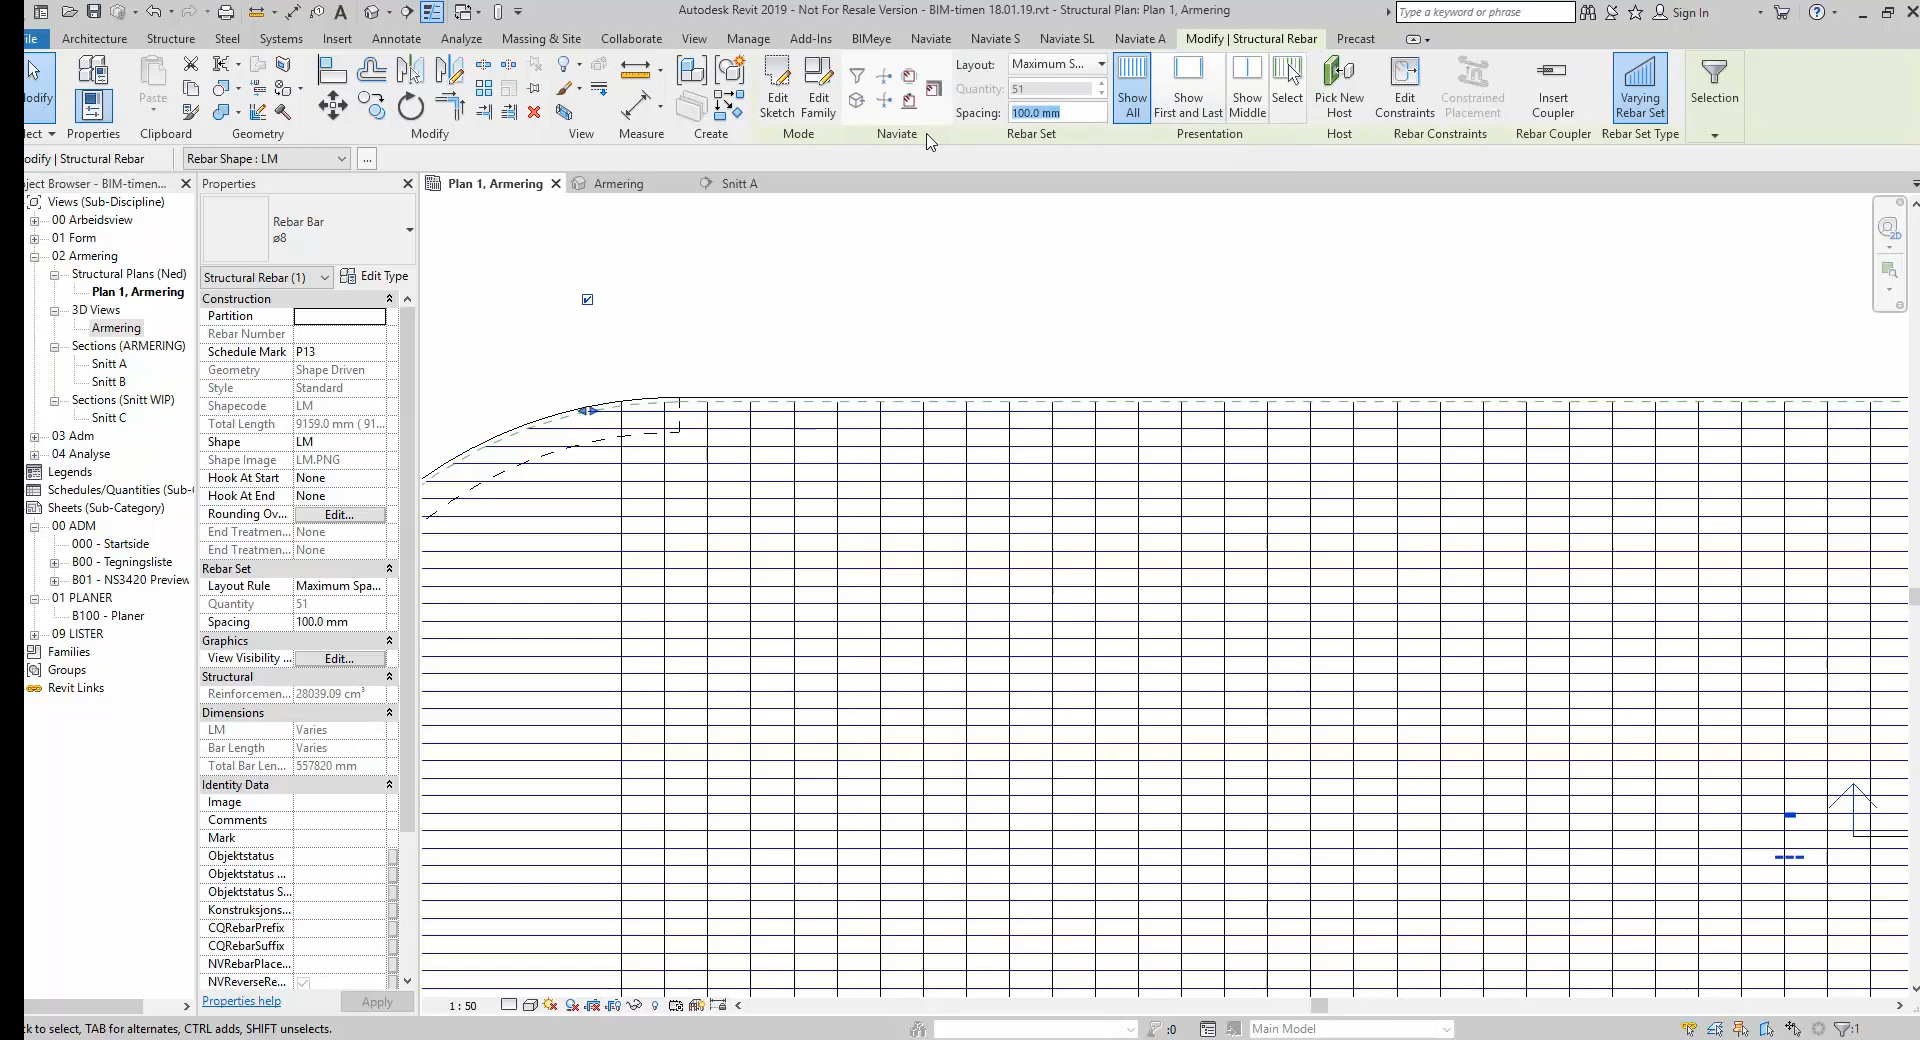 Autodesk Revit 2019 - Not For Resale Version - BIM-timen 18.01.19.rvt - Structural Plan: Plan 1, Armering
Type a keyword or phrase
Sign In
ile Architecture Structure Steel Systems Insert Annotate Analyze Massing & Site Collaborate View Manage Add-Ins BIMeye Naviate Naviate S Naviate SL Naviate A Modify | Structural Rebar Precast
odify
Paste
Edit Sketch
Edit Family
Layout: Maximum S...
Quantity: 51
Spacing: 100.0 mm
Show All
Show First and Last
Show Middle
Select
Pick New Host
Edit Constraints
Constrained Placement
Insert Coupler
Varying Rebar Set
Selection
lect Properties Clipboard Geometry Modify View Measure Create Mode Naviate Rebar Set Presentation Host Rebar Constraints Rebar Coupler Rebar Set Type
odify | Structural Rebar
Rebar Shape : LM
...
ject Browser - BIM-timen...
Views (Sub-Discipline)
00 Arbeidsview
01 Form
02 Armering
Structural Plans (Ned)
Plan 1, Armering
3D Views
Armering
Sections (ARMERING)
Snitt A
Snitt B
Sections (Snitt WIP)
Snitt C
03 Adm
04 Analyse
Legends
Schedules/Quantities (Sub-
Sheets (Sub-Category)
00 ADM
000 - Startside
B00 - Tegningsliste
B01 - NS3420 Preview
01 PLANER
B100 - Planer
09 LISTER
Families
Groups
Revit Links
Properties
Rebar Bar
ø8
Structural Rebar (1)
Edit Type
Construction
Partition
Rebar Number
Schedule Mark P13
Geometry Shape Driven
Style Standard
Shapecode LM
Total Length 9159.0 mm ( 91...
Shape LM
Shape Image LM.PNG
Hook At Start None
Hook At End None
Rounding Ov... Edit...
End Treatmen... None
End Treatmen... None
Rebar Set
Layout Rule Maximum Spa...
Quantity 51
Spacing 100.0 mm
Graphics
View Visibility ... Edit...
Structural
Reinforcemen... 28039.09 cm³
Dimensions
LM Varies
Bar Length Varies
Total Bar Len... 557820 mm
Identity Data
Image
Comments
Mark
Objektstatus
Objektstatus ...
Objektstatus S...
Konstruksjons...
CQRebarPrefix
CQRebarSuffix
NVRebarPlace...
NVReverseRe...
Properties help
Apply
Plan 1, Armering
Armering
Snitt A
2D
1 : 50
ck to select, TAB for alternates, CTRL adds, SHIFT unselects.
:0
Main Model
:1